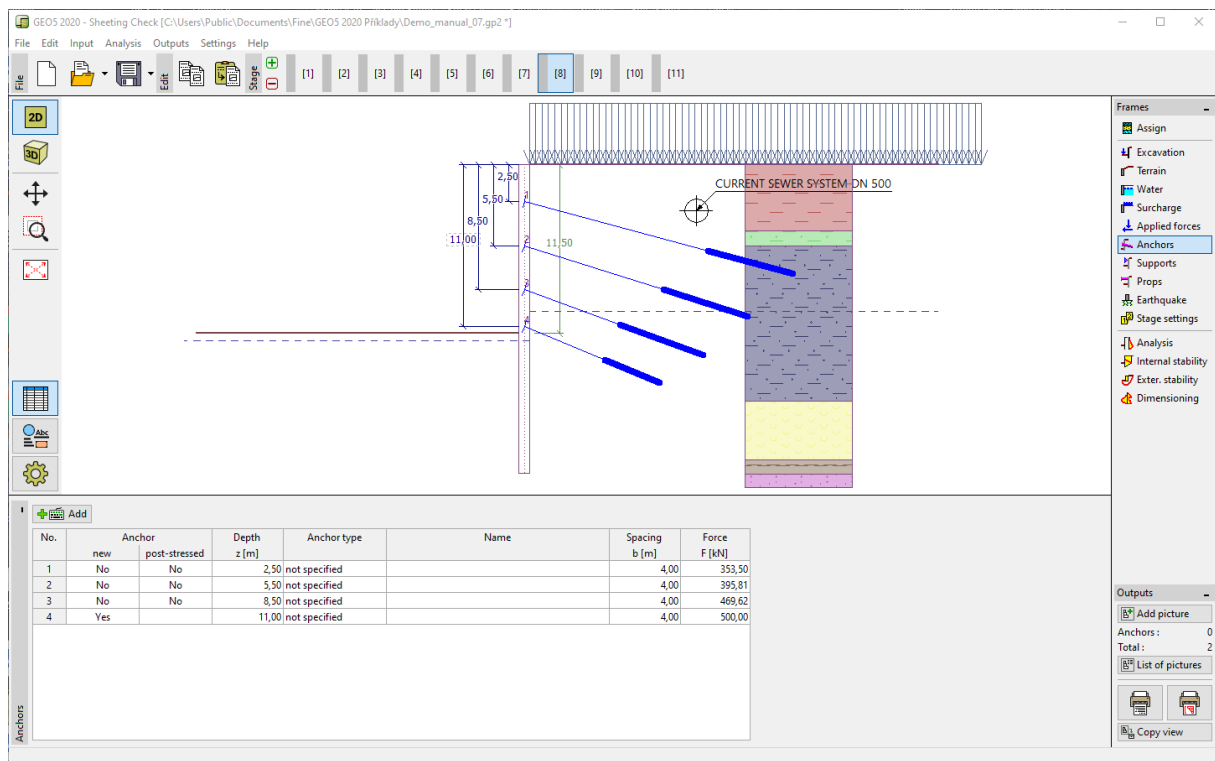 GEO5 2020 - Sheeting Check [C:\Users\Public\Documents\Fine\GEO5 2020 Příklady\Demo_manual_07.gp2 *]
File Edit Input Analysis Outputs Settings Help
File Edit Stage [1] [2] [3] [4] [5] [6] [7] [8] [9] [10] [11]
2D
3D
Abc
2,50
5,50
8,50
11,00
11,50
1
2
3
4
CURRENT SEWER SYSTEM-DN 500
Frames
Assign
Excavation
Terrain
Water
Surcharge
Applied forces
Anchors
Supports
Props
Earthquake
Stage settings
Analysis
Internal stability
Exter. stability
Dimensioning
Add
No. Anchor Depth Anchor type Name Spacing Force
new post-stressed z [m] b [m] F [kN]
1 No No 2,50 not specified 4,00 353,50
2 No No 5,50 not specified 4,00 395,81
3 No No 8,50 not specified 4,00 469,62
4 Yes 11,00 not specified 4,00 500,00
Anchors
Outputs
Add picture
Anchors : 0
Total : 2
List of pictures
Copy view